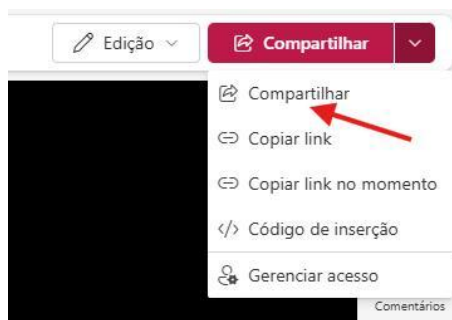 Edição
Compartilhar
Compartilhar
Copiar link
Copiar link no momento
</> Código de inserção
Gerenciar acesso
Comentários